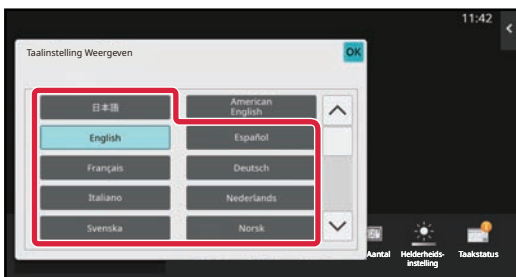 11:42
Taalinstelling Weergeven
OK
日本語
American
English
English
Español
Français
Deutsch
Italiano
Nederlands
Svenska
Norsk
Aantal
Helderheids-
instelling
Taakstatus